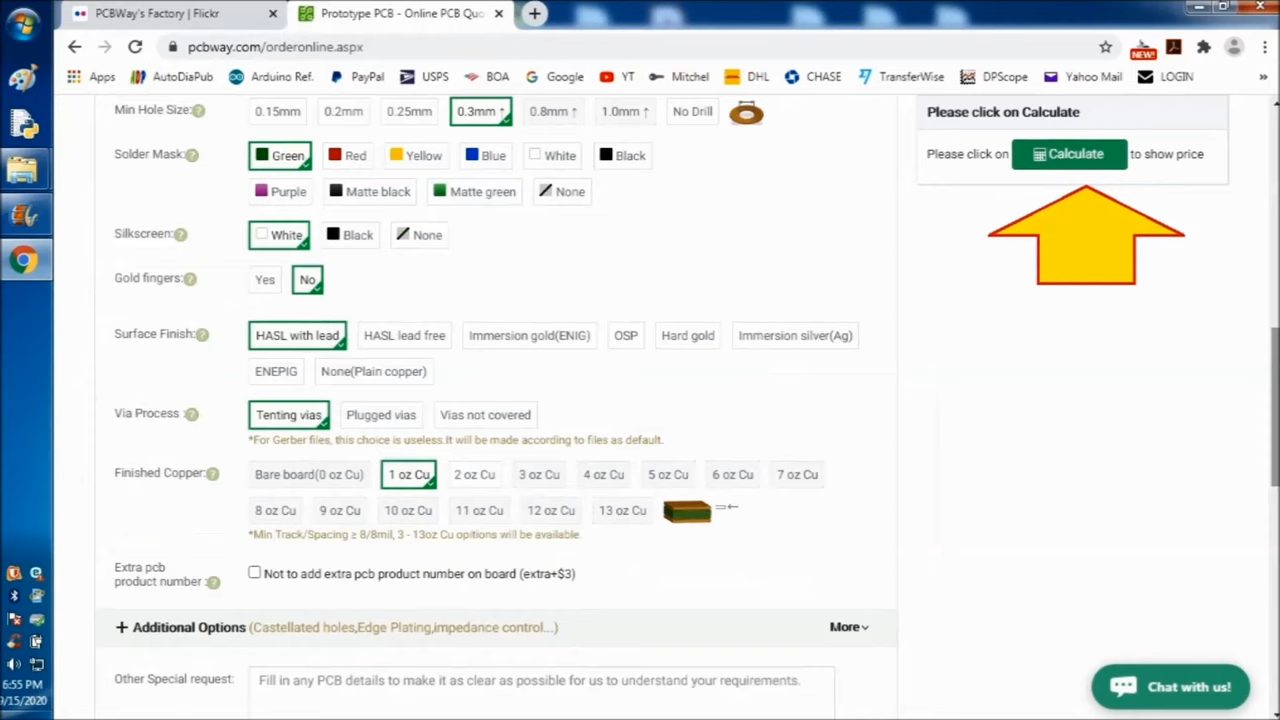 PCBWay's Factory | Flickr
Prototype PCB - Online PCB Quo
pcbway.com/orderonline.aspx
Apps AutoDiaPub Arduino Ref. PayPal USPS BOA Google YT Mitchel DHL CHASE TransferWise DPScope Yahoo Mail LOGIN »
NEW!
Min Hole Size: 0.15mm 0.2mm 0.25mm 0.3mm ↑ 0.8mm ↑ 1.0mm ↑ No Drill
Solder Mask: Green Red Yellow Blue White Black
Purple Matte black Matte green None
Silkscreen: White Black None
Gold fingers: Yes No
Surface Finish: HASL with lead HASL lead free Immersion gold(ENIG) OSP Hard gold Immersion silver(Ag)
ENEPIG None(Plain copper)
Via Process : Tenting vias Plugged vias Vias not covered
*For Gerber files, this choice is useless.It will be made according to files as default.
Finished Copper: Bare board(0 oz Cu) 1 oz Cu 2 oz Cu 3 oz Cu 4 oz Cu 5 oz Cu 6 oz Cu 7 oz Cu
8 oz Cu 9 oz Cu 10 oz Cu 11 oz Cu 12 oz Cu 13 oz Cu
*Min Track/Spacing ≥ 8/8mil, 3 - 13oz Cu opitions will be available.
Extra pcb
product number : Not to add extra pcb product number on board (extra+$3)
+ Additional Options (Castellated holes,Edge Plating,impedance control...) More
Other Special request: Fill in any PCB details to make it as clear as possible for us to understand your requirements.
Please click on Calculate
Please click on Calculate to show price
Chat with us!
6:55 PM
9/15/2020